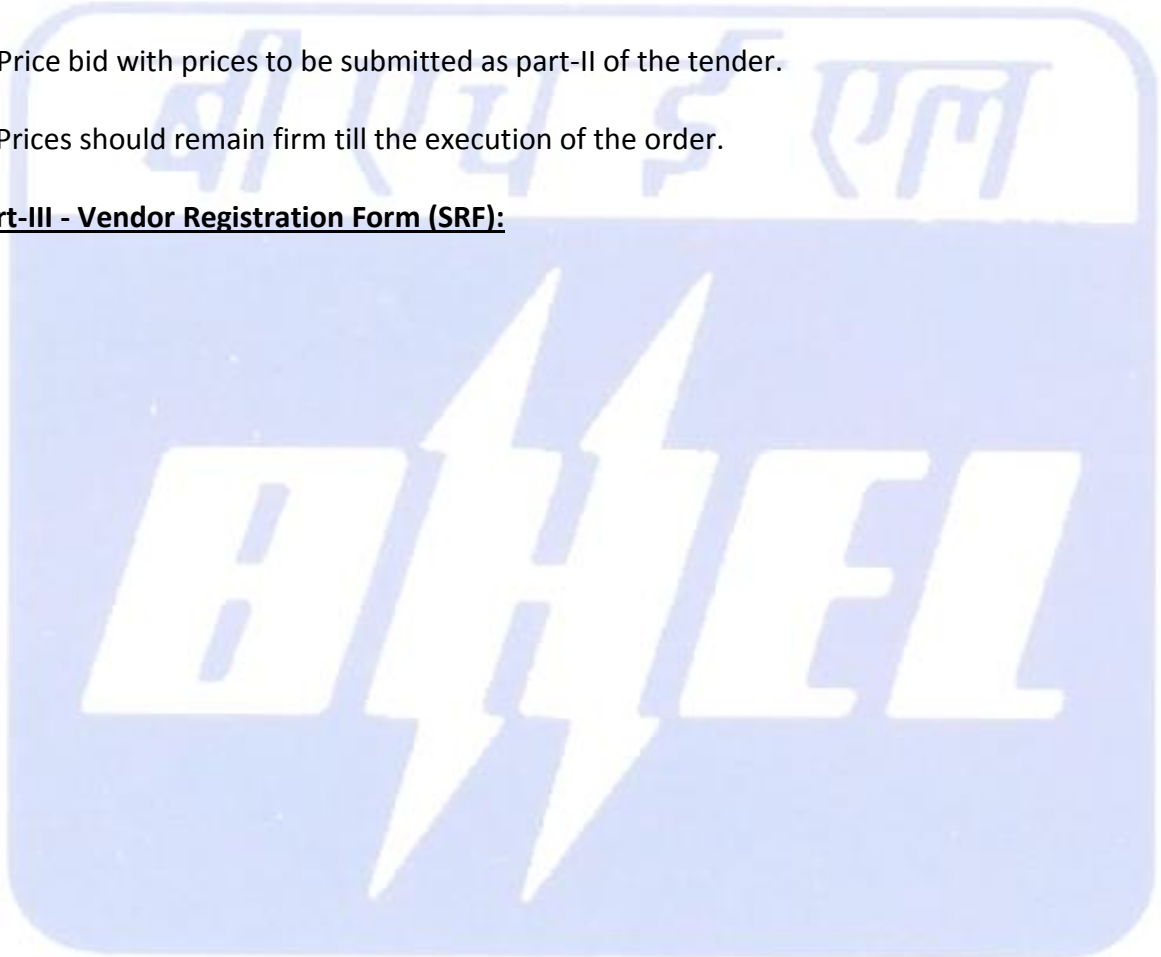 Price bid with prices to be submitted as part-II of the tender.
Prices should remain firm till the execution of the order.
rt-III - Vendor Registration Form (SRF):
बी एच ई एल
BHEL